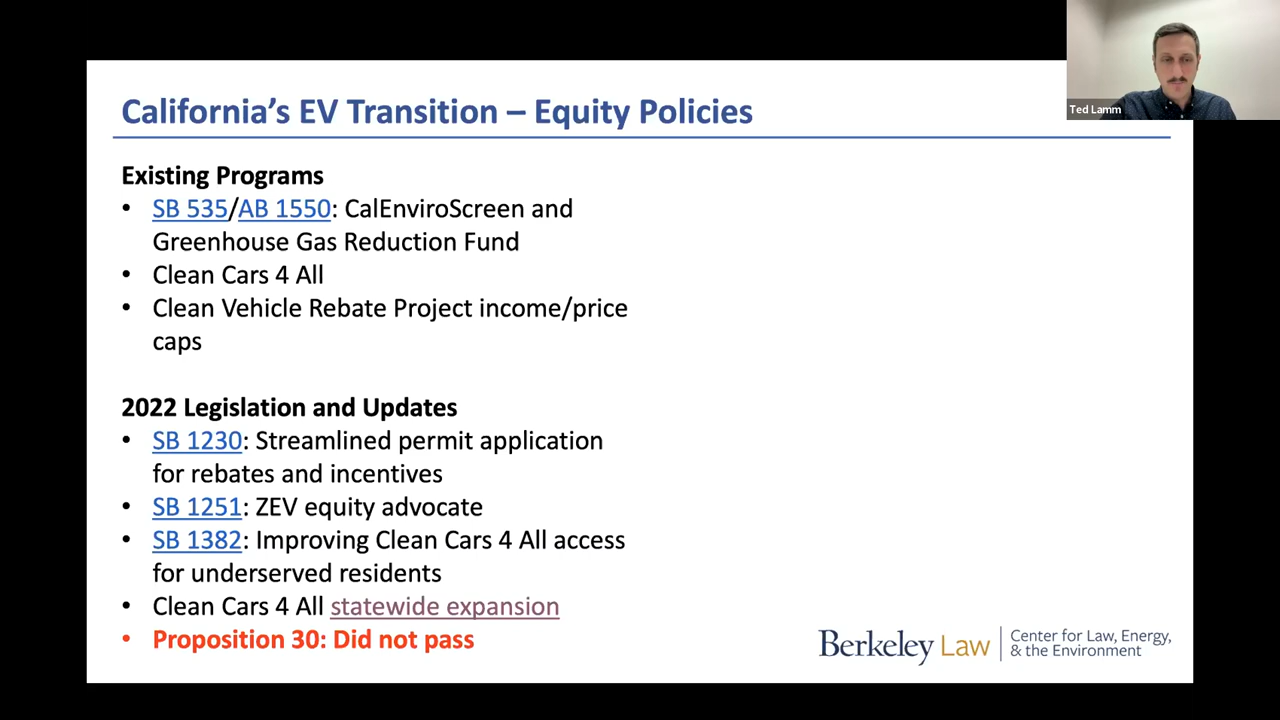 California’s EV Transition – Equity Policies
Ted Lamm
Existing Programs
• SB 535/AB 1550: CalEnviroScreen and
Greenhouse Gas Reduction Fund
• Clean Cars 4 All
• Clean Vehicle Rebate Project income/price
caps
2022 Legislation and Updates
• SB 1230: Streamlined permit application
for rebates and incentives
• SB 1251: ZEV equity advocate
• SB 1382: Improving Clean Cars 4 All access
for underserved residents
• Clean Cars 4 All statewide expansion
• Proposition 30: Did not pass
Berkeley Law
Center for Law, Energy,
& the Environment